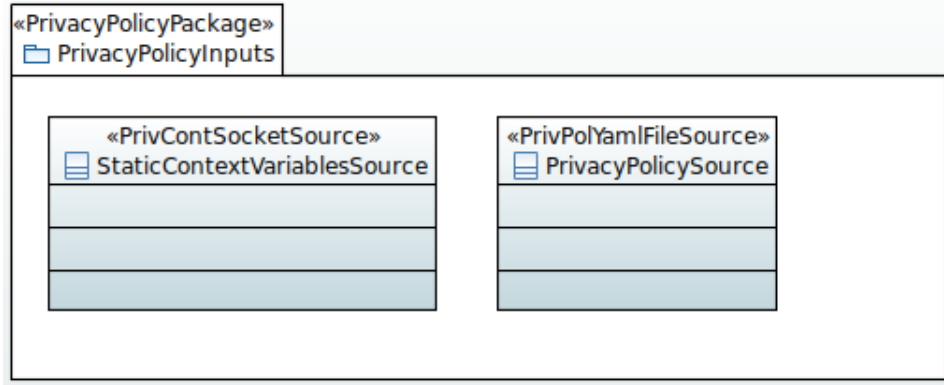 «PrivacyPolicyPackage»
PrivacyPolicyInputs
«PrivContSocketSource»
StaticContextVariablesSource
«PrivPolYamlFileSource»
PrivacyPolicySource